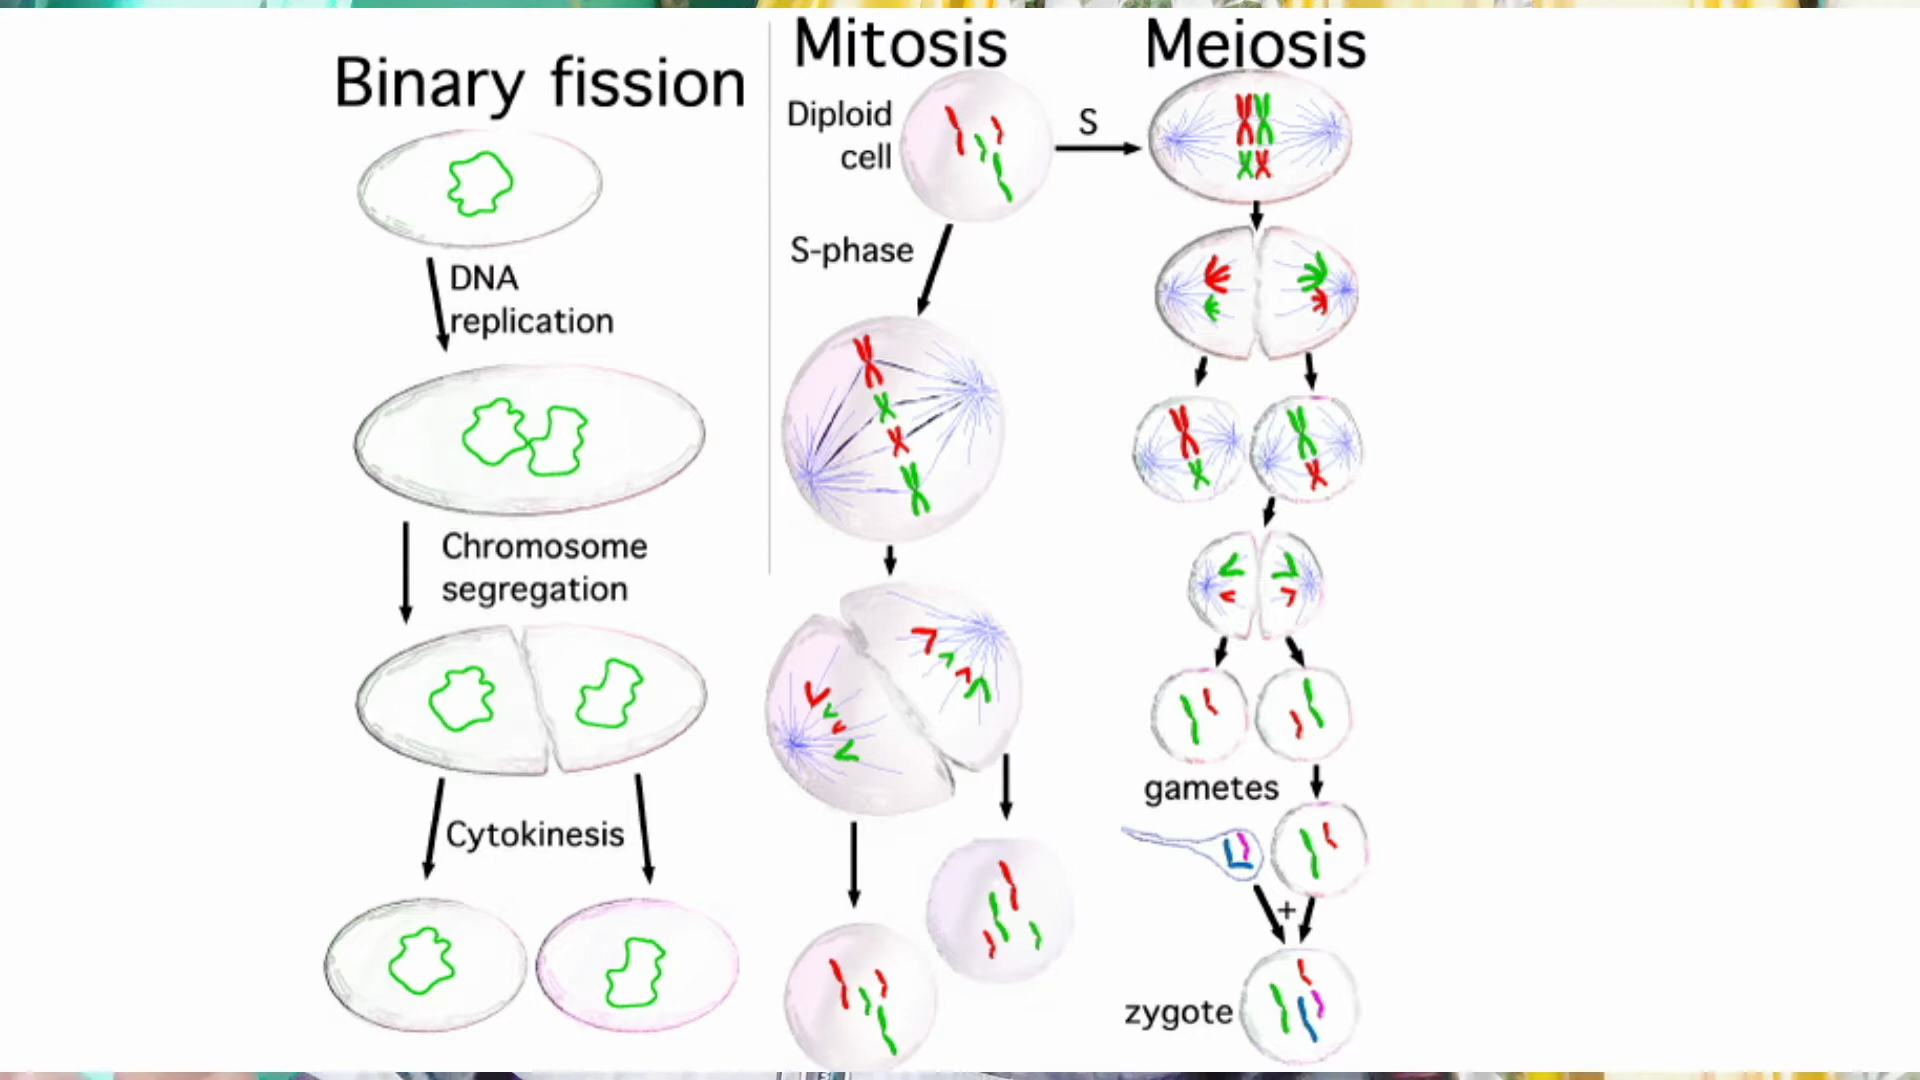 Binary fission
DNA
replication
Chromosome
segregation
Cytokinesis
Mitosis
Diploid
cell
S-phase
Meiosis
S
gametes
+
zygote